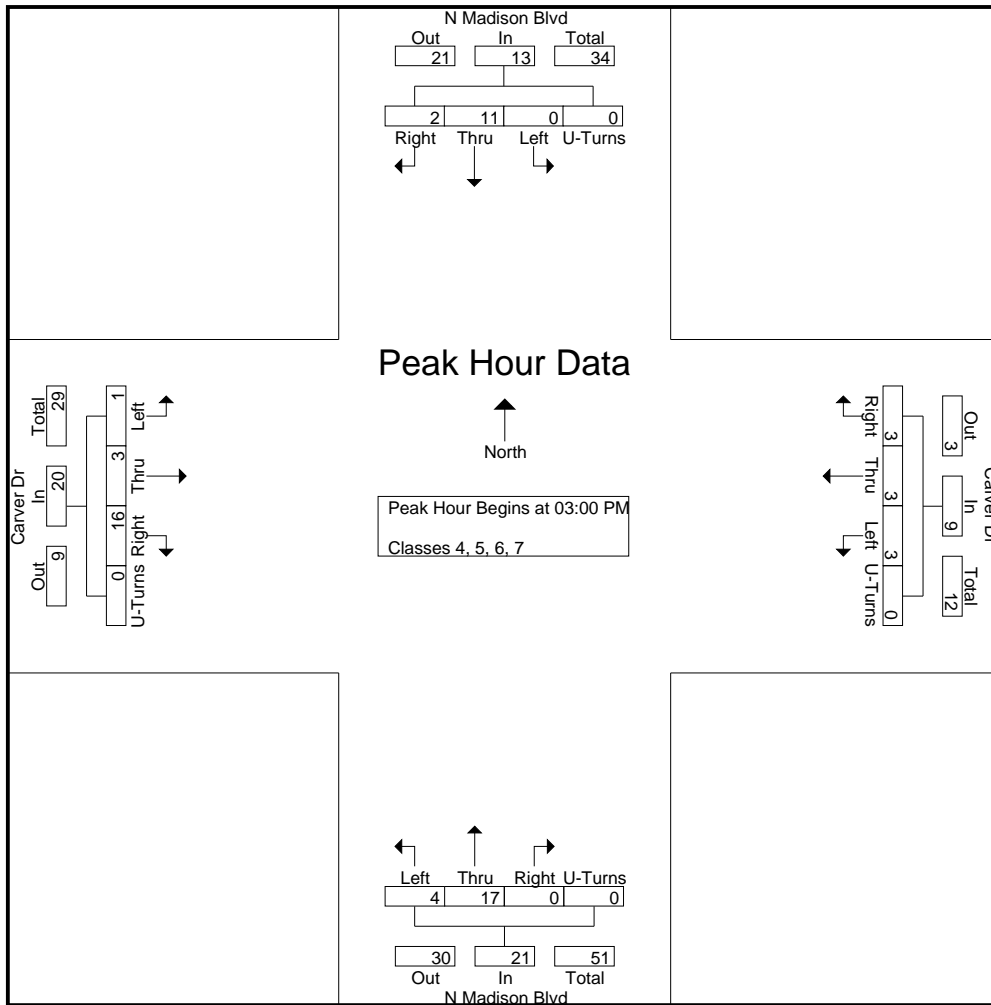 N Madison Blvd
Out In Total
21 13 34
2 11 0 0
Right Thru Left U-Turns
Peak Hour Data
North
Peak Hour Begins at 03:00 PM
Classes 4, 5, 6, 7
Carver Dr
Out In Total
9 20 29
0 16 3 1
U-Turns Right Thru Left
Carver Dr
Out In Total
3 9 12
3 3 3 0
Right Thru Left U-Turns
Left Thru Right U-Turns
4 17 0 0
30 21 51
Out In Total
N Madison Blvd